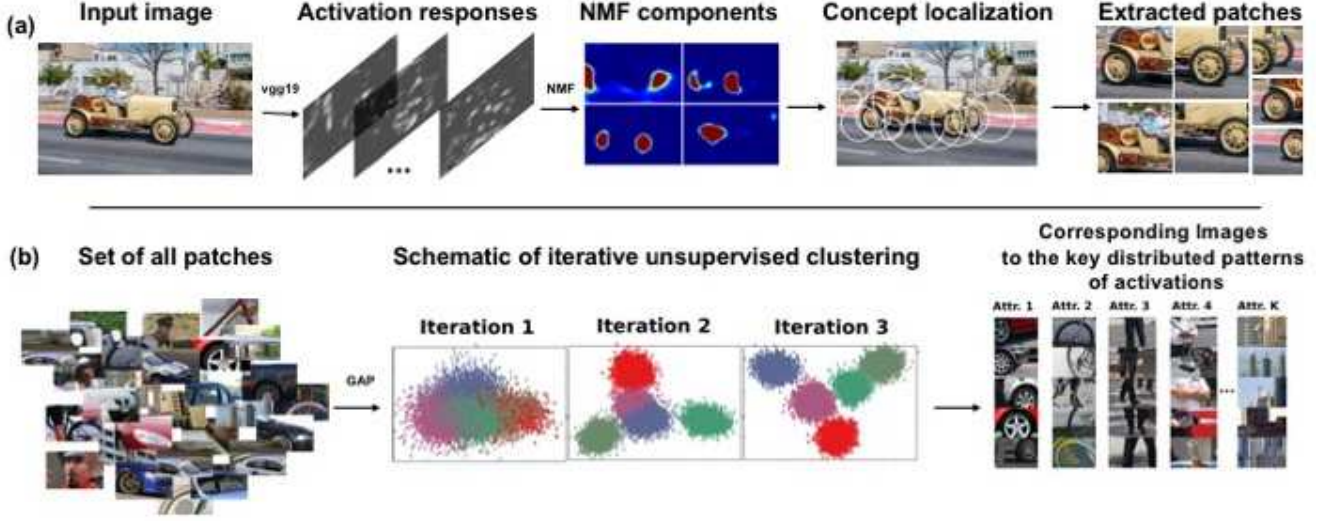 (a)
Input image
Activation responses
NMF components
Concept localization
Extracted patches
vgg19
NMF
...
(b)
Set of all patches
Schematic of iterative unsupervised clustering
Corresponding Images
to the key distributed patterns
of activations
Iteration 1
Iteration 2
Iteration 3
GAP
Attr. 1
Attr. 2
Attr. 3
Attr. 4
Attr. K
...